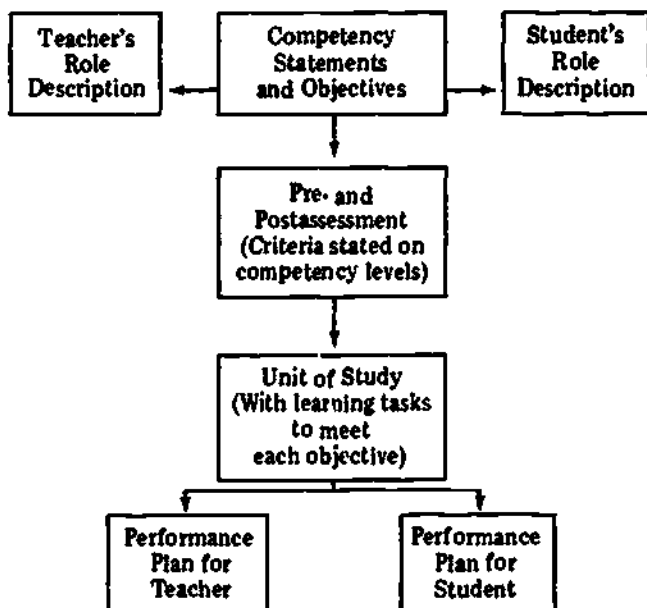 Teacher's
Role
Description
Competency
Statements
and Objectives
Student's
Role
Description
Pre- and
Postassessment
(Criteria stated on
competency levels)
Unit of Study
(With learning tasks
to meet
each objective)
Performance
Plan for
Teacher
Performance
Plan for
Student